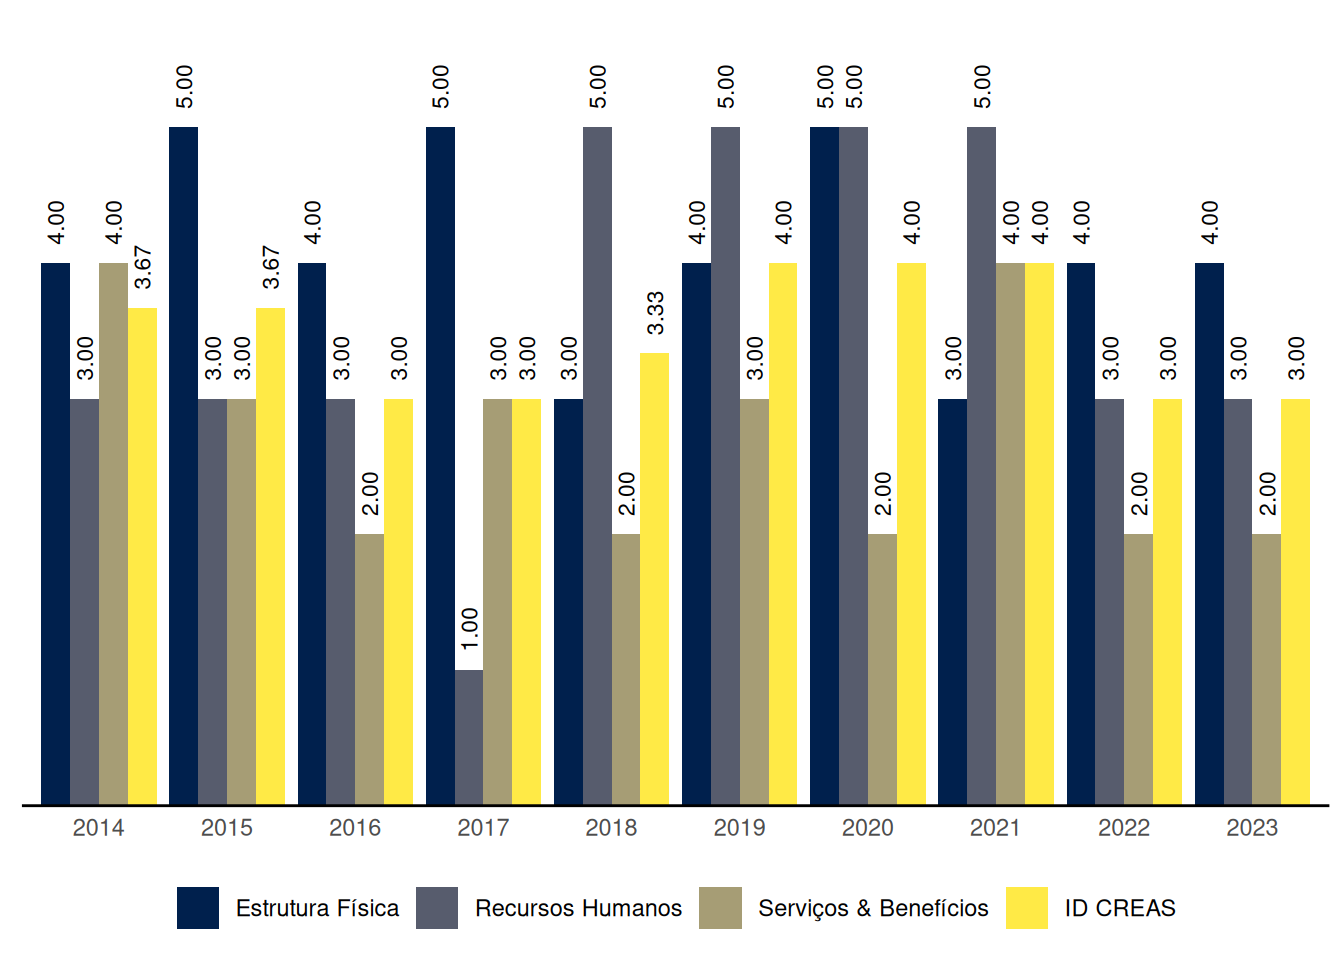 5.00 5.00 5.00 5.00 5.00 5.00 5.00
4.00 4.00 4.00 4.00 4.00 4.00 4.00 4.00 4.00 4.00
3.67 3.67
3.33
3.00 3.00 3.00 3.00 3.00 3.00 3.00 3.00 3.00 3.00 3.00 3.00 3.00 3.00
2.00 2.00 2.00 2.00 2.00
1.00
2014 2015 2016 2017 2018 2019 2020 2021 2022 2023
Estrutura Física Recursos Humanos Serviços & Benefícios ID CREAS